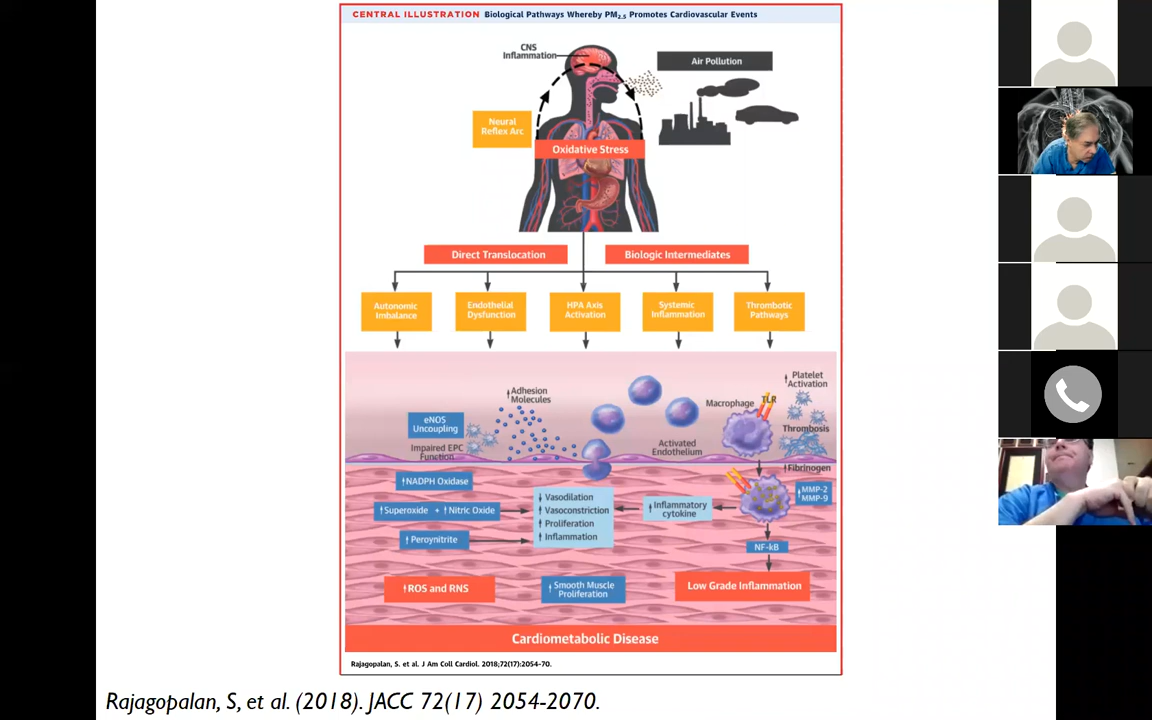 CENTRAL ILLUSTRATION Biological Pathways Whereby PM2.5 Promotes Cardiovascular Events
CNS
Inflammation
Air Pollution
Neural
Reflex Arc
Oxidative Stress
Direct Translocation
Biologic Intermediates
Autonomic
Imbalance
Endothelial
Dysfunction
HPA Axis
Activation
Systemic
Inflammation
Thrombotic
Pathways
↑Platelet
Activation
↑Adhesion
Molecules
Macrophage
TLR
eNOS
Uncoupling
Thrombosis
Impaired EPC
Function
Activated
Endothelium
↑Fibrinogen
↑NADPH Oxidase
↑MMP-2
MMP-9
↓ Vasodilation
↑ Vasoconstriction
↑ Proliferation
↑ Inflammation
↑Superoxide + ↑Nitric Oxide
↑Inflammatory
cytokine
↑ Peroynitrite
NF-kB
↑ROS and RNS
↑Smooth Muscle
Proliferation
Low Grade Inflammation
Cardiometabolic Disease
Rajagopalan, S. et al. J Am Coll Cardiol. 2018;72(17):2054-70.
Rajagopalan, S, et al. (2018). JACC 72(17) 2054-2070.